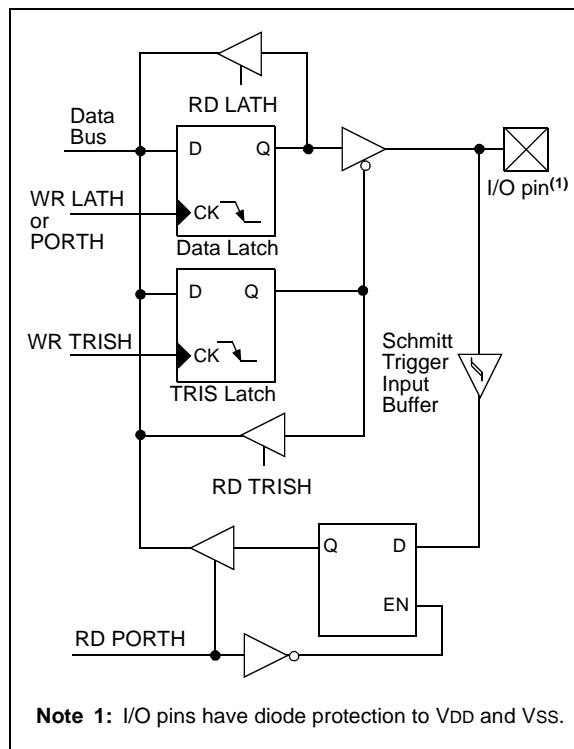 RD LATH
Data
Bus
D
Q
WR LATH
or
PORTH
CK
Data Latch
I/O pin(1)
D
Q
WR TRISH
CK
TRIS Latch
Schmitt
Trigger
Input
Buffer
RD TRISH
Q
D
EN
RD PORTH
Note 1: I/O pins have diode protection to VDD and VSS.